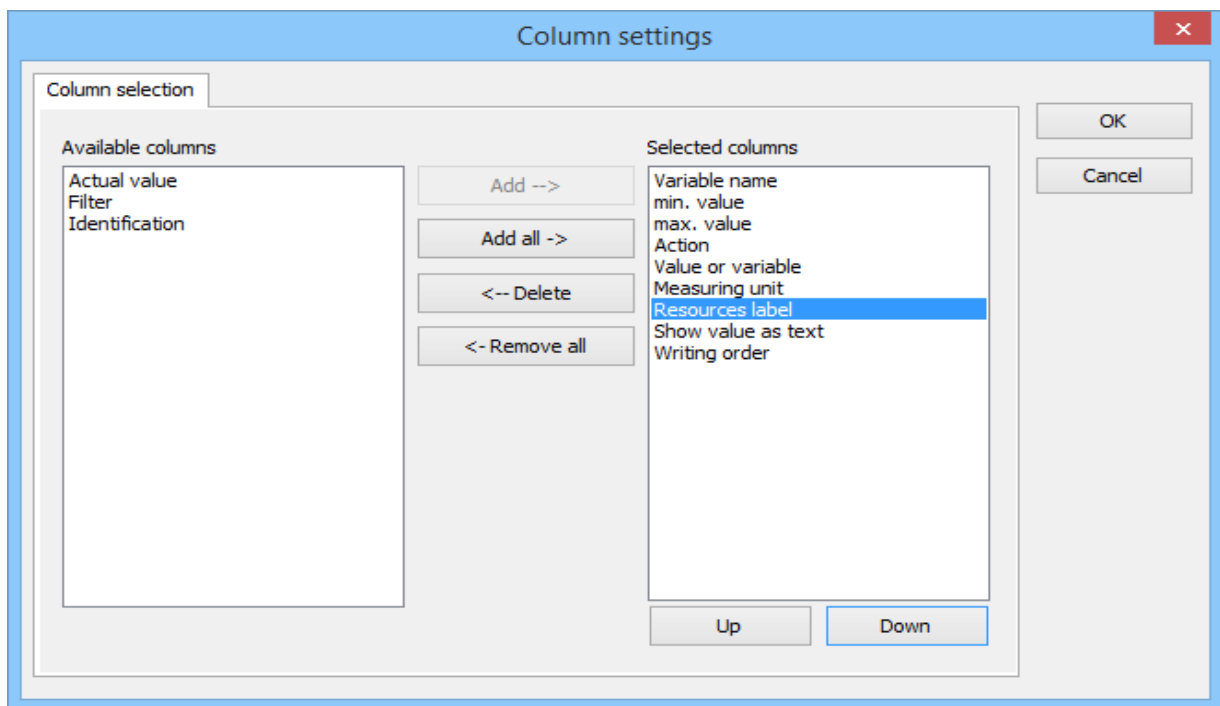 Column settings
Column selection
OK
Cancel
Available columns
Actual value
Filter
Identification
Add -->
Add all ->
<-- Delete
<- Remove all
Selected columns
Variable name
min. value
max. value
Action
Value or variable
Measuring unit
Resources label
Show value as text
Writing order
Up
Down